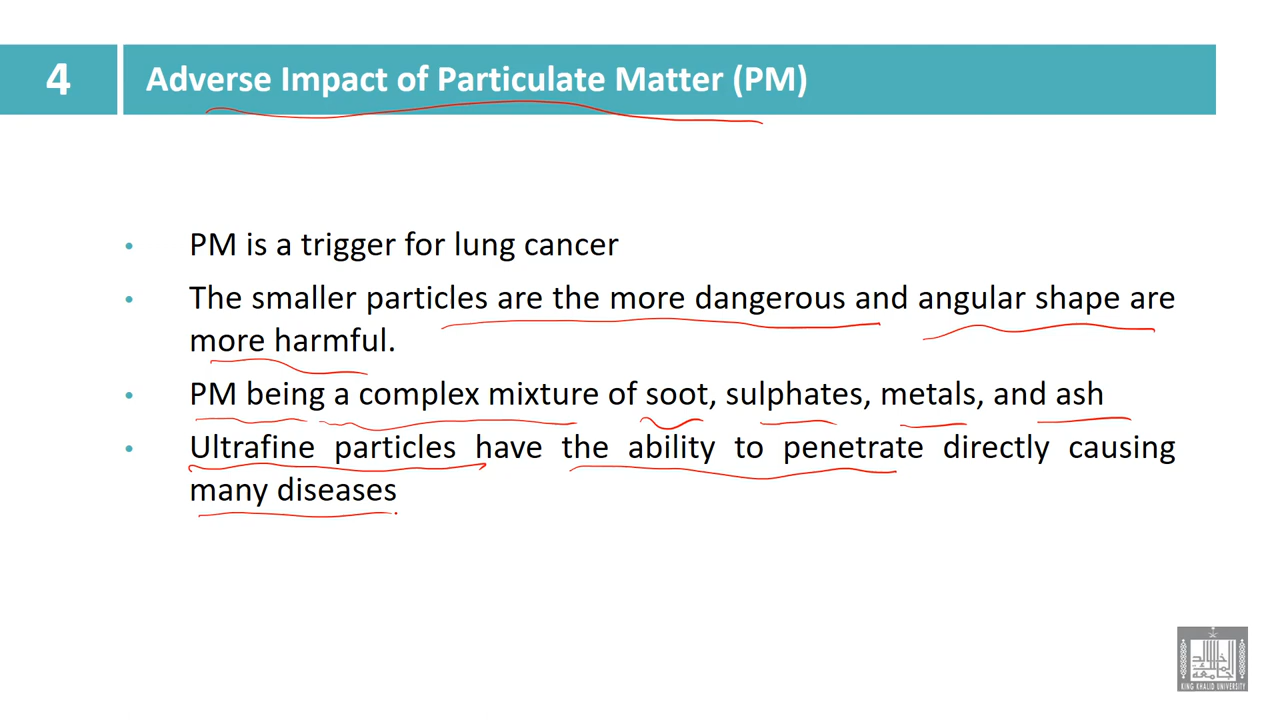 4
Adverse Impact of Particulate Matter (PM)
• PM is a trigger for lung cancer
• The smaller particles are the more dangerous and angular shape are
more harmful.
• PM being a complex mixture of soot, sulphates, metals, and ash
• Ultrafine particles have the ability to penetrate directly causing
many diseases
KING KHALID UNIVERSITY